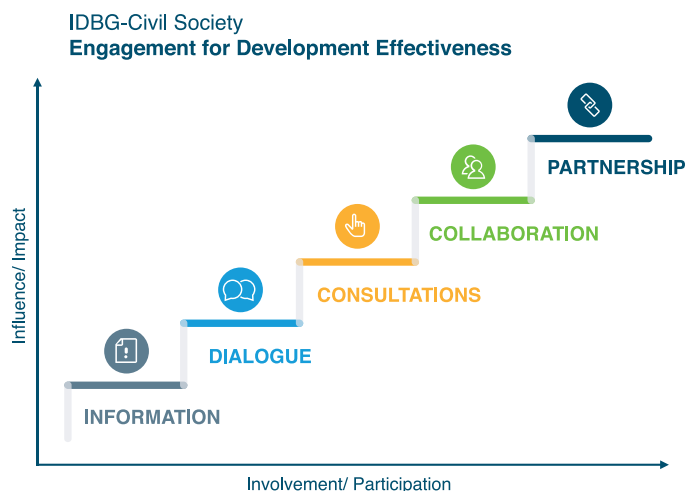 IDBG-Civil Society
Engagement for Development Effectiveness
PARTNERSHIP
COLLABORATION
CONSULTATIONS
DIALOGUE
INFORMATION
Influence/ Impact
Involvement/ Participation